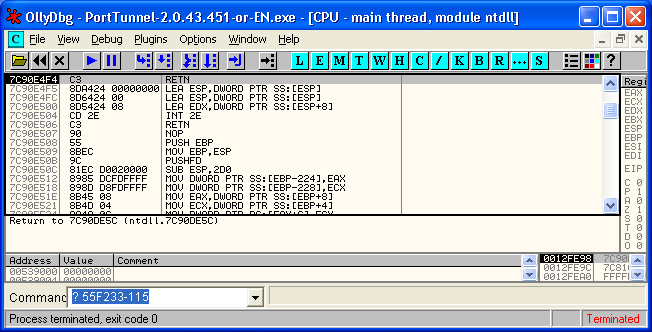 OllyDbg - PortTunnel-2.0.43.451-or-EN.exe - [CPU - main thread, module ntdll]
C File View Debug Plugins Options Window Help
L E M T W H C / K B R ... S ?
7C90E4F4 C3 RETN
7C90E4F5 8DA424 00000000 LEA ESP,DWORD PTR SS:[ESP]
7C90E4FC 8D6424 00 LEA ESP,DWORD PTR SS:[ESP]
7C90E500 8D5424 08 LEA EDX,DWORD PTR SS:[ESP+8]
7C90E504 CD 2E INT 2E
7C90E506 C3 RETN
7C90E507 90 NOP
7C90E508 55 PUSH EBP
7C90E509 8BEC MOV EBP,ESP
7C90E50B 9C PUSHFD
7C90E50C 81EC D0020000 SUB ESP,2D0
7C90E512 8985 DCFDFFFF MOV DWORD PTR SS:[EBP-224],EAX
7C90E518 898D D8FDFFFF MOV DWORD PTR SS:[EBP-228],ECX
7C90E51E 8B45 08 MOV EAX,DWORD PTR SS:[EBP+8]
7C90E521 8B4D 04 MOV ECX,DWORD PTR SS:[EBP+4]
Return to 7C90DE5C (ntdll.7C90DE5C)
Regi
EAX
ECX
EDX
EBX
ESP
EBP
ESI
EDI
EIP
C 0
P 1
A 0
Z 1
S 0
T 0
D 0
Address Value Comment
00539000 00000000
00539004 00000000
0012FE98 7C90
0012FE9C 7C81
0012FEA0 FFFF
Command ? 55F233-115
Process terminated, exit code 0 Terminated